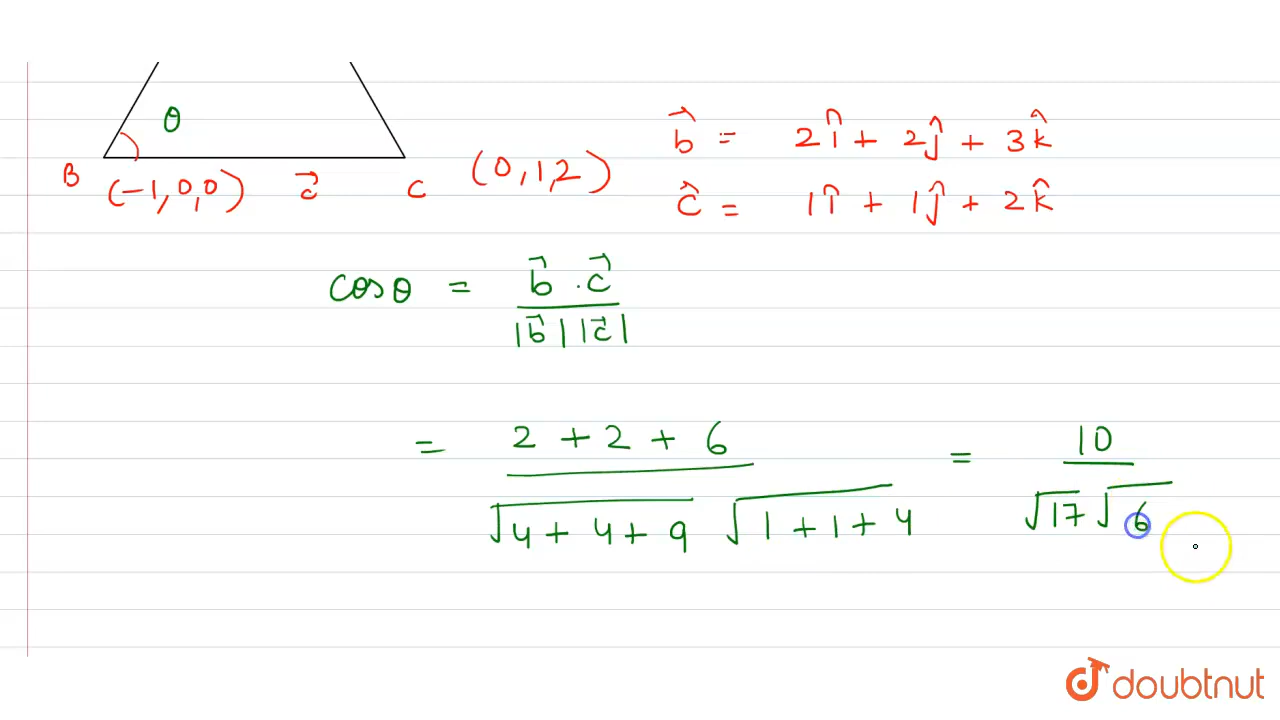 θ
B (-1,0,0) c⃗ C (0,1,2)
b⃗ = 2î + 2ĵ + 3k̂
ĉ = 1î + 1ĵ + 2k̂
cosθ = b⃗ . c⃗ / |b⃗| |c⃗|
= 2 + 2 + 6 / √(4 + 4 + 9) √(1 + 1 + 4) = 10 / √17 √6
doubtnut